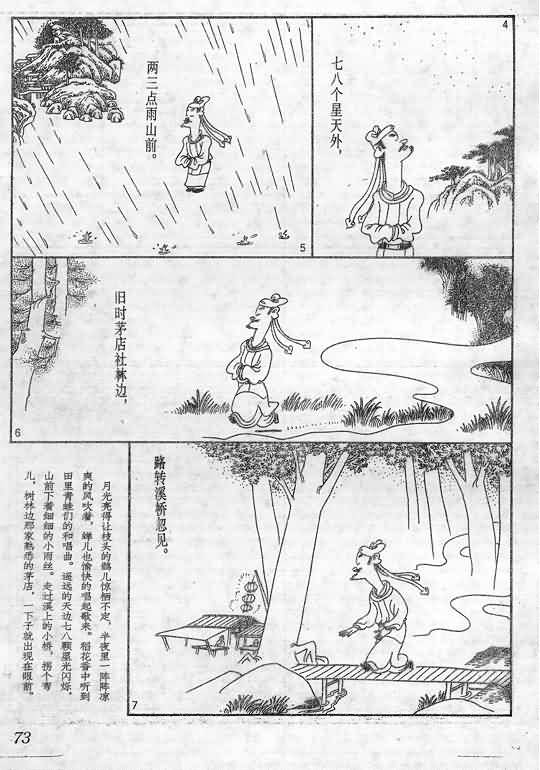 4
七八个星天外，
5
两三点雨山前。
6
旧时茅店社林边，
7
路转溪桥忽见。
月光亮得让枝头的鹊儿惊栖不定，半夜里一阵阵凉
爽的风吹着，蝉儿也愉快的唱起歌来。稻花香中听到
田里青蛙们的和唱曲。遥远的天边七八颗星光闪烁，
山前下着细细的小雨丝。走过溪上的小桥，拐个弯
儿，树林边那家熟悉的茅店，一下子就出现在眼前。
73